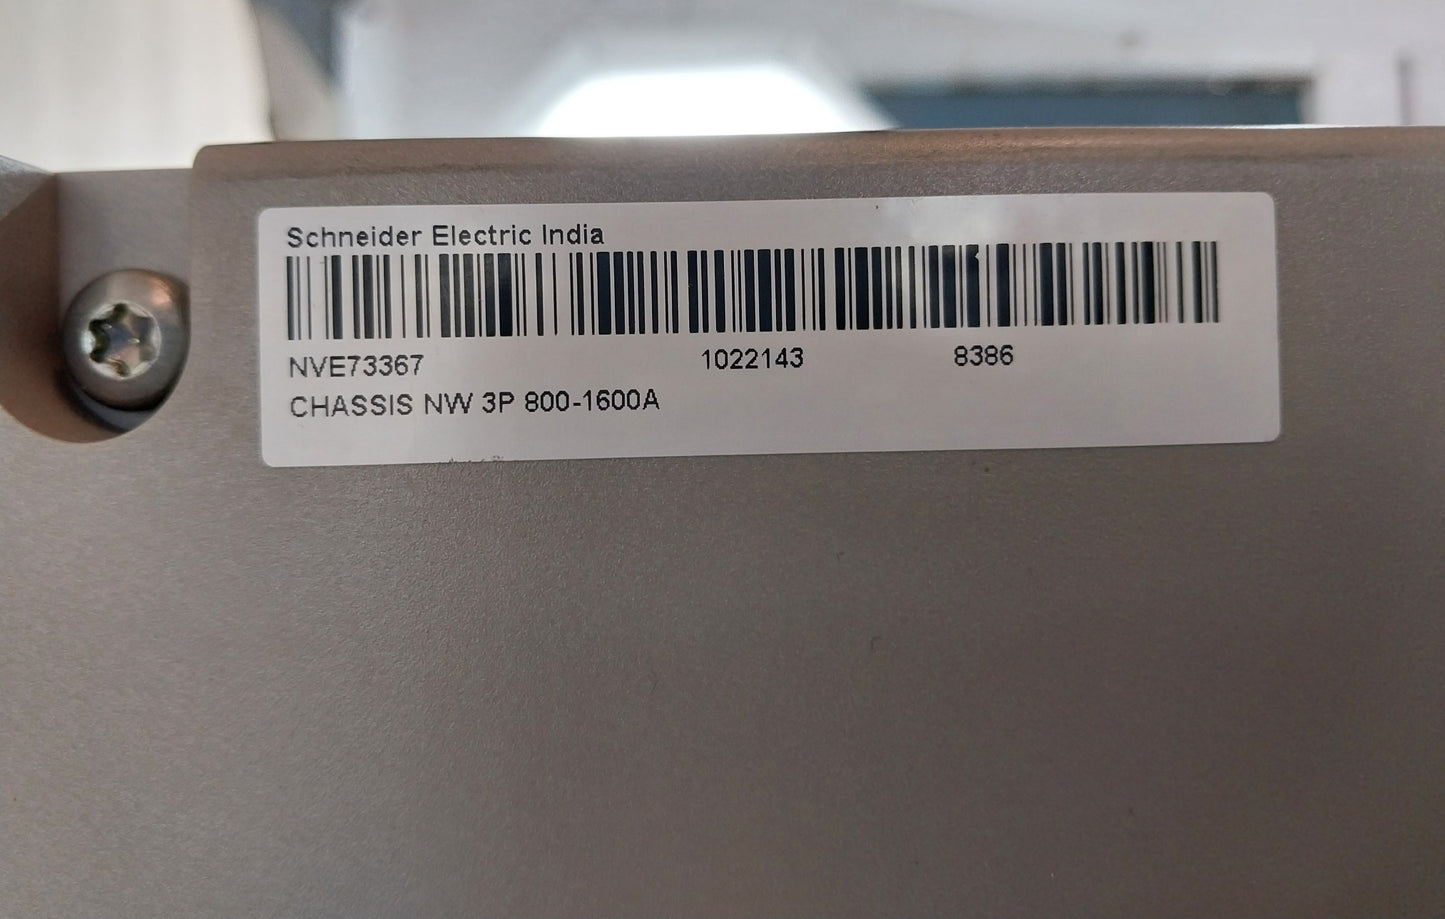 Schneider Electric India
NVE73367 1022143 8386
CHASSIS NW 3P 800-1600A